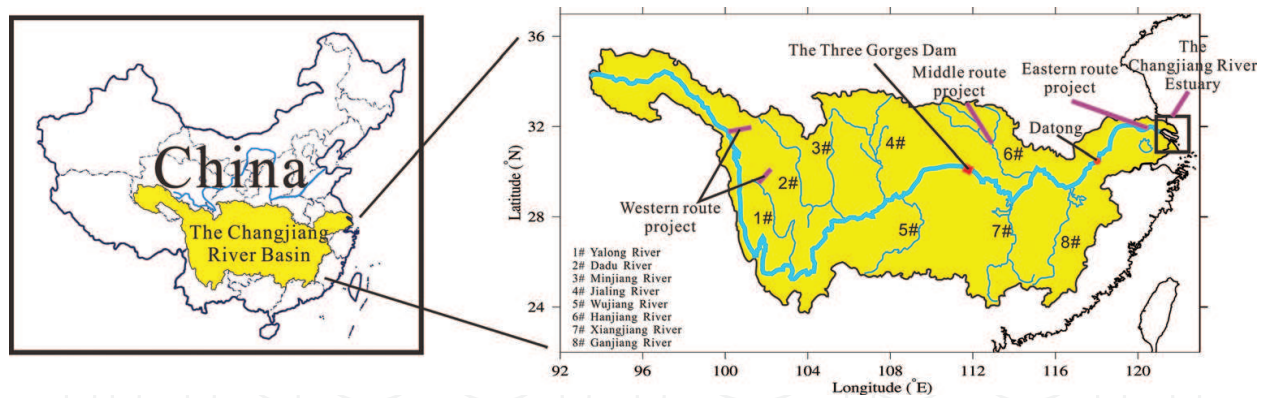 China
The Changjiang
River Basin
36
32
28
24
Latitude (°N)
92
96
100
104
108
112
116
120
Longitude (°E)
The Three Gorges Dam
Middle route
project
Eastern route
project
The
Changjiang River
Estuary
Datong
Western route
project
1#
2#
3#
4#
5#
6#
7#
8#
1# Yalong River
2# Dadu River
3# Minjiang River
4# Jialing River
5# Wujiang River
6# Hanjiang River
7# Xiangjiang River
8# Ganjiang River